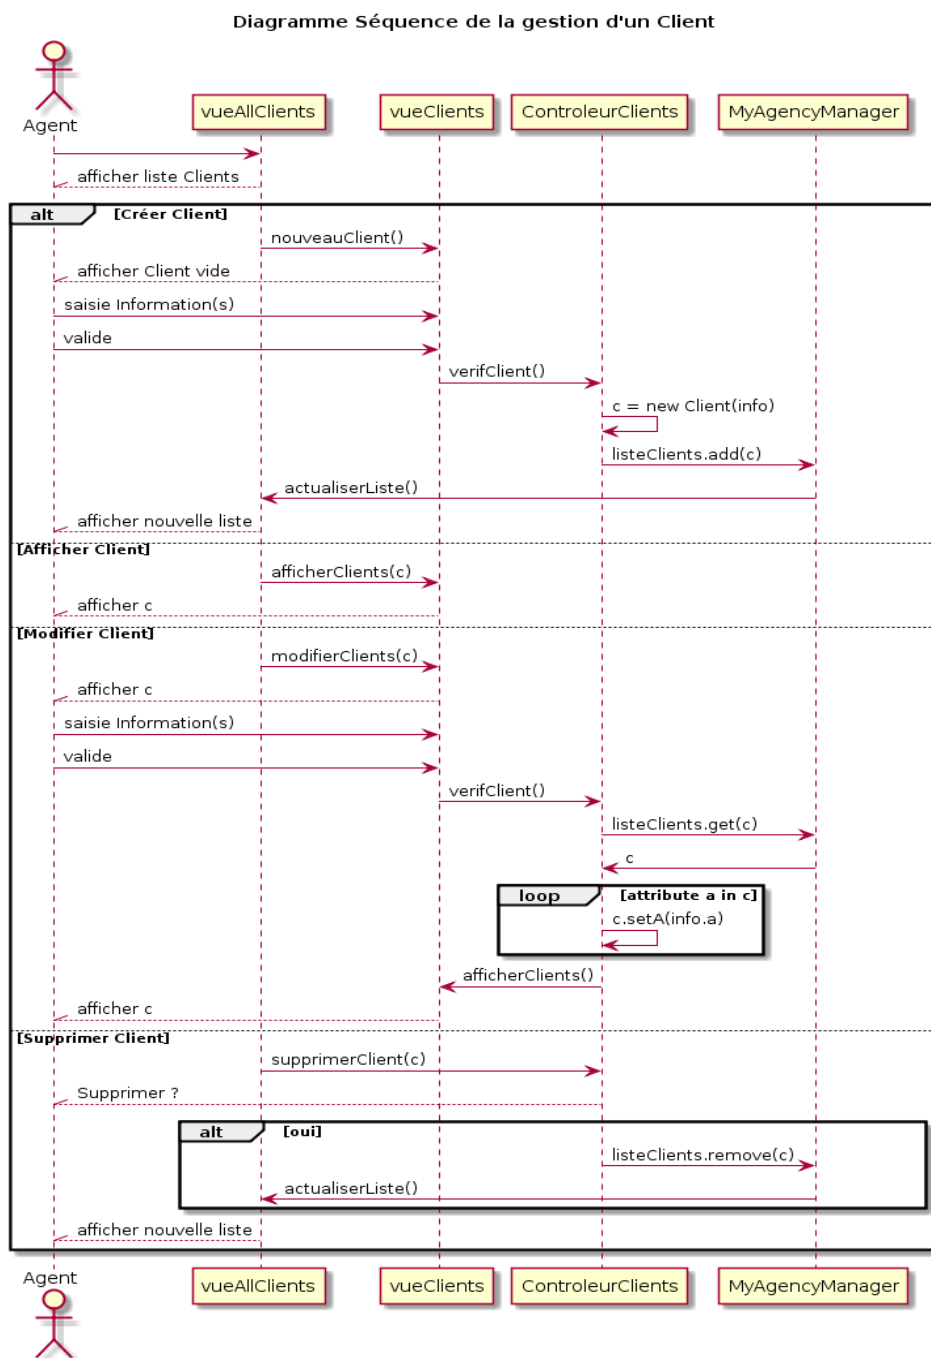 Diagramme Séquence de la gestion d'un Client
Agent
vueAllClients
vueClients
ControleurClients
MyAgencyManager
afficher liste Clients
alt
[Créer Client]
nouveauClient()
afficher Client vide
saisie Information(s)
valide
verifClient()
c = new Client(info)
listeClients.add(c)
actualiserListe()
afficher nouvelle liste
[Afficher Client]
afficherClients(c)
afficher c
[Modifier Client]
modifierClients(c)
afficher c
saisie Information(s)
valide
verifClient()
listeClients.get(c)
c
loop
[attribute a in c]
c.setA(info.a)
afficherClients()
afficher c
[Supprimer Client]
supprimerClient(c)
Supprimer ?
alt
[oui]
listeClients.remove(c)
actualiserListe()
afficher nouvelle liste
Agent
vueAllClients
vueClients
ControleurClients
MyAgencyManager